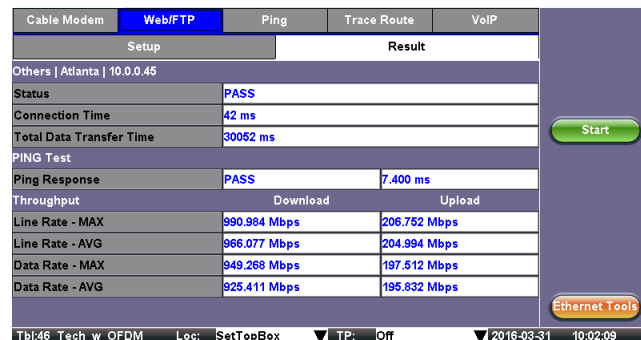 Cable Modem Web/FTP Ping Trace Route VoIP
Setup Result
Others | Atlanta | 10.0.0.45
Status PASS
Connection Time 42 ms
Total Data Transfer Time 30052 ms
Start
PING Test
Ping Response PASS 7.400 ms
Throughput Download Upload
Line Rate - MAX 990.984 Mbps 206.752 Mbps
Line Rate - AVG 966.077 Mbps 204.994 Mbps
Data Rate - MAX 949.268 Mbps 197.512 Mbps
Data Rate - AVG 925.411 Mbps 195.832 Mbps
Ethernet Tools
Tbl:46 Tech_w_OFDM Loc: SetTopBox TP: Off 2016-03-31 10:02:09